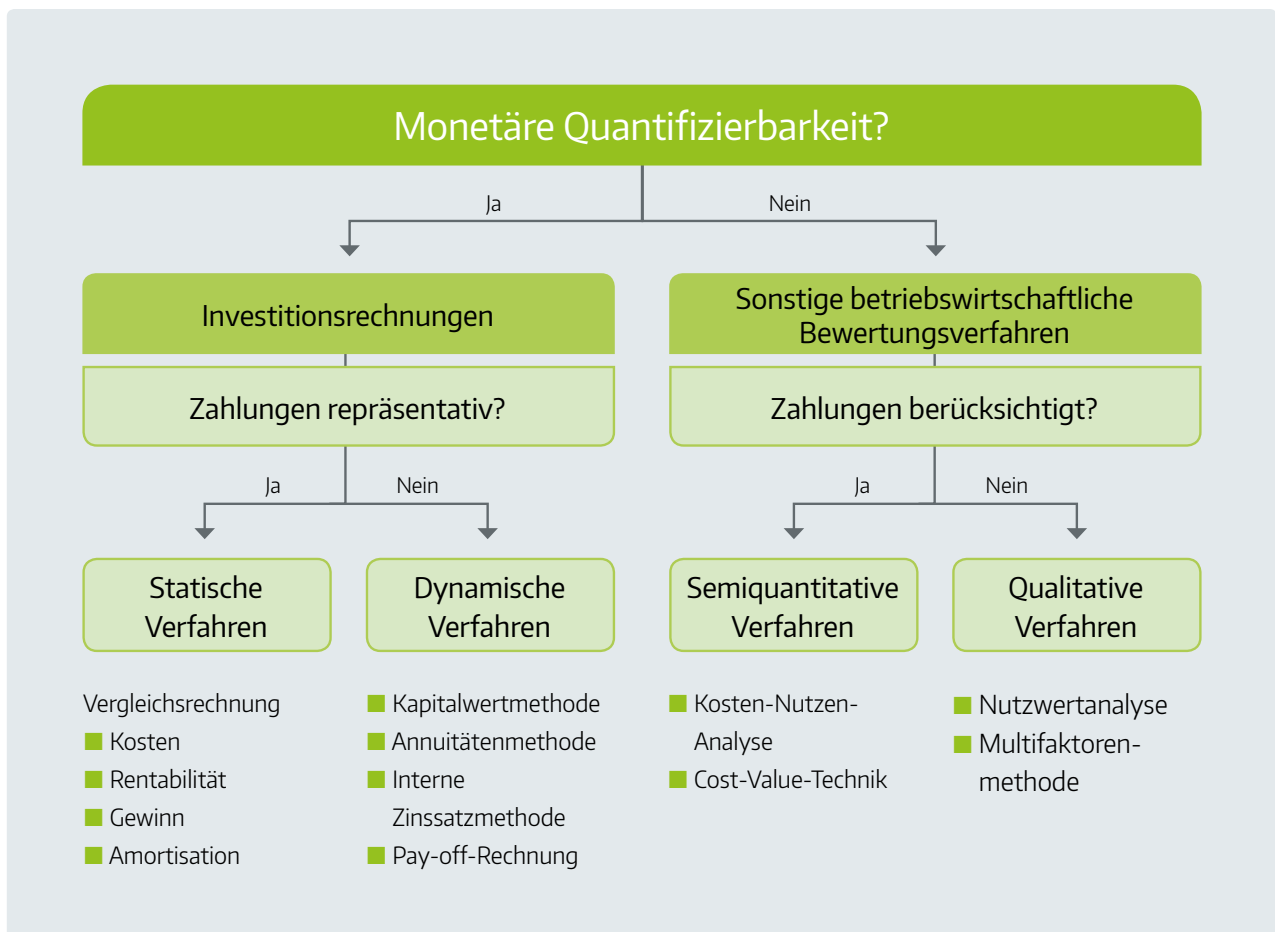 Monetäre Quantifizierbarkeit?
Ja
Nein
Investitionsrechnungen
Sonstige betriebswirtschaftliche
Bewertungsverfahren
Zahlungen repräsentativ?
Zahlungen berücksichtigt?
Ja
Nein
Ja
Nein
Statische
Verfahren
Dynamische
Verfahren
Semiquantitative
Verfahren
Qualitative
Verfahren
Vergleichsrechnung
Kosten
Rentabilität
Gewinn
Amortisation
Kapitalwertmethode
Annuitätenmethode
Interne
Zinssatzmethode
Pay-off-Rechnung
Kosten-Nutzen-
Analyse
Cost-Value-Technik
Nutzwertanalyse
Multifaktoren-
methode